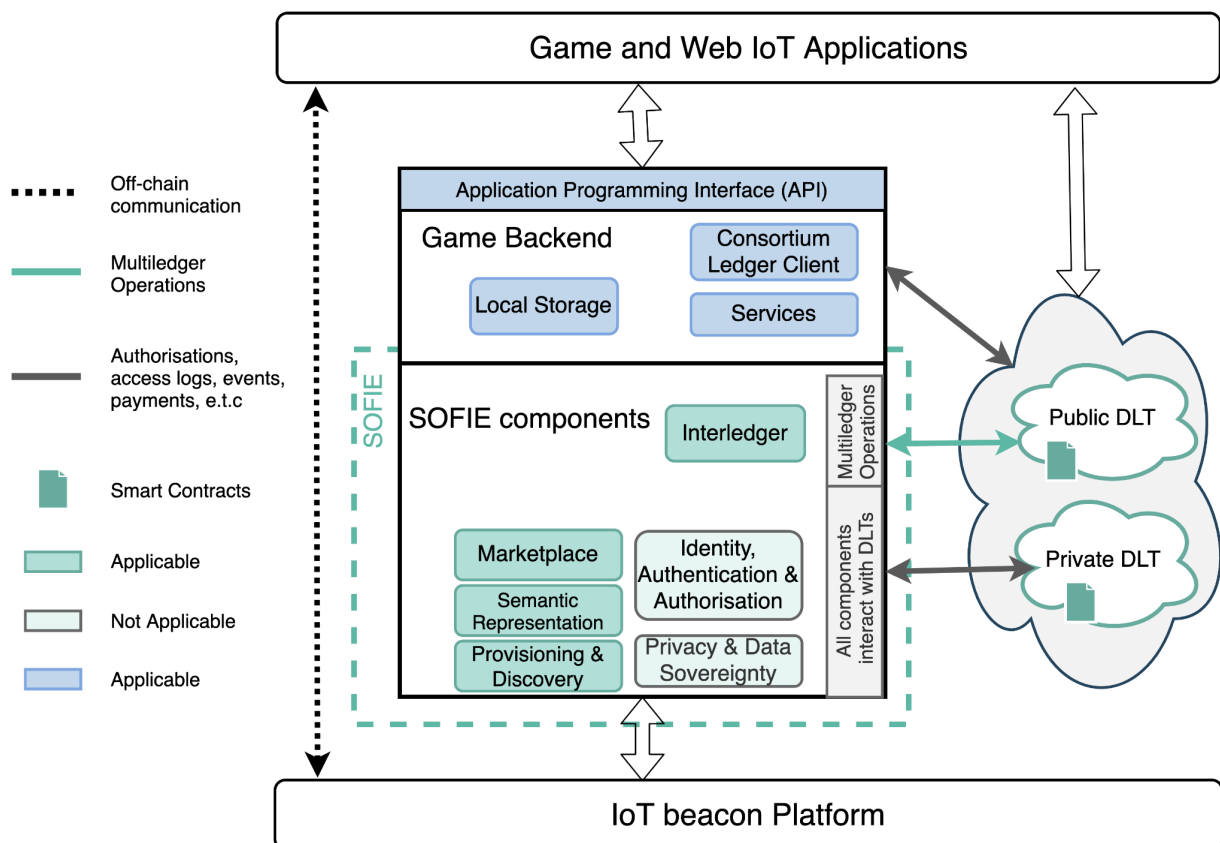 Game and Web IoT Applications
Off-chain
communication
Multiledger
Operations
Authorisations,
access logs, events,
payments, e.t.c
Smart Contracts
Applicable
Not Applicable
Applicable
Application Programming Interface (API)
Game Backend
Consortium
Ledger Client
Local Storage
Services
SOFIE
SOFIE components
Interledger
Multiledger
Operations
Marketplace
Semantic
Representation
Provisioning &
Discovery
Identity,
Authentication &
Authorisation
Privacy & Data
Sovereignty
All components
interact with DLTs
Public DLT
Private DLT
IoT beacon Platform